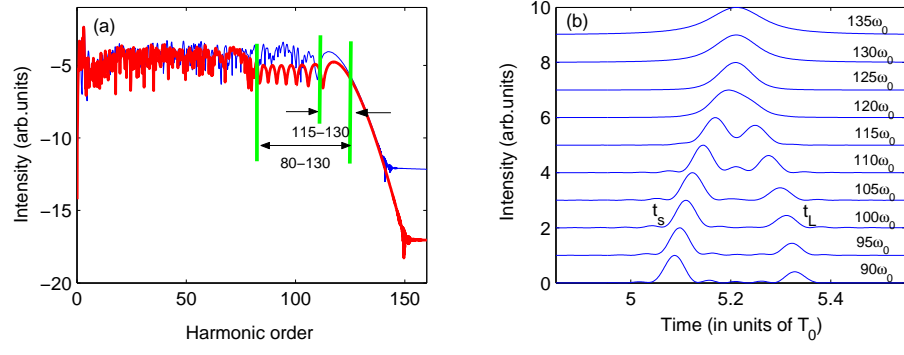 (a)
Intensity (arb.units)
−5
−10
−15
−20
0
50
100
150
Harmonic order
115−130
80−130
(b)
Intensity (arb.units)
10
8
6
4
2
0
5
5.2
5.4
Time (in units of T₀)
135ω₀
130ω₀
125ω₀
120ω₀
115ω₀
110ω₀
105ω₀
100ω₀
95ω₀
90ω₀
tₛ
t_L